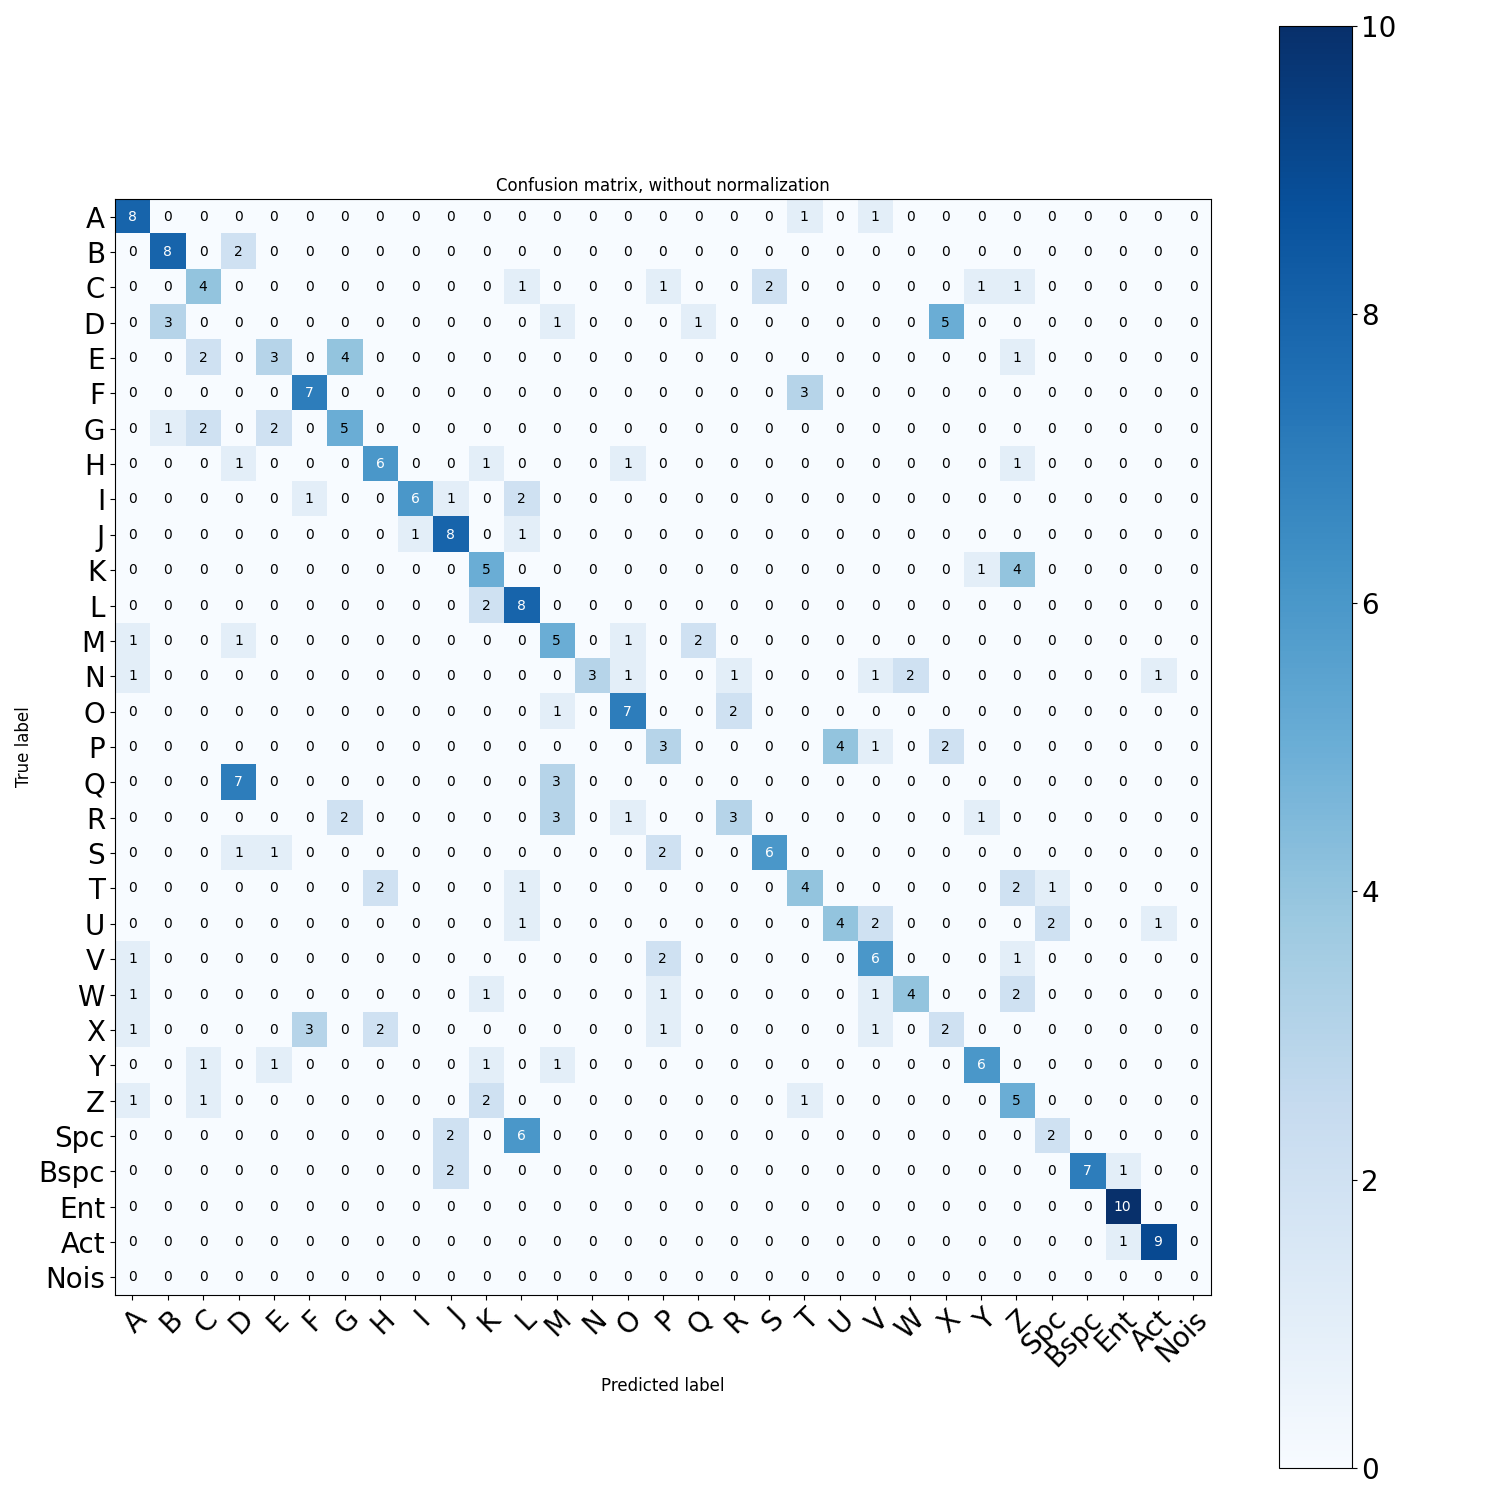 Confusion matrix, without normalization
A 8 0 0 0 0 0 0 0 0 0 0 0 0 0 0 0 0 0 0 1 0 1 0 0 0 0 0 0 0 0 0
B 0 8 0 2 0 0 0 0 0 0 0 0 0 0 0 0 0 0 0 0 0 0 0 0 0 0 0 0 0 0 0
C 0 0 4 0 0 0 0 0 0 0 0 1 0 0 0 1 0 0 2 0 0 0 0 0 1 1 0 0 0 0 0
D 0 3 0 0 0 0 0 0 0 0 0 0 1 0 0 0 1 0 0 0 0 0 0 5 0 0 0 0 0 0 0
E 0 0 2 0 3 0 4 0 0 0 0 0 0 0 0 0 0 0 0 0 0 0 0 0 0 1 0 0 0 0 0
F 0 0 0 0 0 7 0 0 0 0 0 0 0 0 0 0 0 0 0 3 0 0 0 0 0 0 0 0 0 0 0
G 0 1 2 0 2 0 5 0 0 0 0 0 0 0 0 0 0 0 0 0 0 0 0 0 0 0 0 0 0 0 0
H 0 0 0 1 0 0 0 6 0 0 1 0 0 0 1 0 0 0 0 0 0 0 0 0 0 1 0 0 0 0 0
I 0 0 0 0 0 1 0 0 6 1 0 2 0 0 0 0 0 0 0 0 0 0 0 0 0 0 0 0 0 0 0
J 0 0 0 0 0 0 0 0 1 8 0 1 0 0 0 0 0 0 0 0 0 0 0 0 0 0 0 0 0 0 0
K 0 0 0 0 0 0 0 0 0 0 5 0 0 0 0 0 0 0 0 0 0 0 0 0 1 4 0 0 0 0 0
L 0 0 0 0 0 0 0 0 0 0 2 8 0 0 0 0 0 0 0 0 0 0 0 0 0 0 0 0 0 0 0
M 1 0 0 1 0 0 0 0 0 0 0 0 5 0 1 0 2 0 0 0 0 0 0 0 0 0 0 0 0 0 0
N 1 0 0 0 0 0 0 0 0 0 0 0 0 3 1 0 0 1 0 0 0 1 2 0 0 0 0 0 0 1 0
O 0 0 0 0 0 0 0 0 0 0 0 0 1 0 7 0 0 2 0 0 0 0 0 0 0 0 0 0 0 0 0
P 0 0 0 0 0 0 0 0 0 0 0 0 0 0 0 3 0 0 0 0 4 1 0 2 0 0 0 0 0 0 0
Q 0 0 0 7 0 0 0 0 0 0 0 0 3 0 0 0 0 0 0 0 0 0 0 0 0 0 0 0 0 0 0
R 0 0 0 0 0 0 2 0 0 0 0 0 3 0 1 0 0 3 0 0 0 0 0 0 1 0 0 0 0 0 0
S 0 0 0 1 1 0 0 0 0 0 0 0 0 0 0 2 0 0 6 0 0 0 0 0 0 0 0 0 0 0 0
T 0 0 0 0 0 0 0 2 0 0 0 1 0 0 0 0 0 0 0 4 0 0 0 0 0 2 1 0 0 0 0
U 0 0 0 0 0 0 0 0 0 0 0 1 0 0 0 0 0 0 0 0 4 2 0 0 0 0 2 0 0 1 0
V 1 0 0 0 0 0 0 0 0 0 0 0 0 0 0 2 0 0 0 0 0 6 0 0 0 1 0 0 0 0 0
W 1 0 0 0 0 0 0 0 0 0 1 0 0 0 0 1 0 0 0 0 0 1 4 0 0 2 0 0 0 0 0
X 1 0 0 0 0 3 0 2 0 0 0 0 0 0 0 1 0 0 0 0 0 1 0 2 0 0 0 0 0 0 0
Y 0 0 1 0 1 0 0 0 0 0 1 0 1 0 0 0 0 0 0 0 0 0 0 0 6 0 0 0 0 0 0
Z 1 0 1 0 0 0 0 0 0 0 2 0 0 0 0 0 0 0 0 1 0 0 0 0 0 5 0 0 0 0 0
Spc 0 0 0 0 0 0 0 0 0 2 0 6 0 0 0 0 0 0 0 0 0 0 0 0 0 0 2 0 0 0 0
Bspc 0 0 0 0 0 0 0 0 0 2 0 0 0 0 0 0 0 0 0 0 0 0 0 0 0 0 0 7 1 0 0
Ent 0 0 0 0 0 0 0 0 0 0 0 0 0 0 0 0 0 0 0 0 0 0 0 0 0 0 0 0 10 0 0
Act 0 0 0 0 0 0 0 0 0 0 0 0 0 0 0 0 0 0 0 0 0 0 0 0 0 0 0 0 1 9 0
Nois 0 0 0 0 0 0 0 0 0 0 0 0 0 0 0 0 0 0 0 0 0 0 0 0 0 0 0 0 0 0 0
A B C D E F G H I J K L M N O P Q R S T U V W X Y Z Spc Bspc Ent Act Nois
Predicted label
True label
10
8
6
4
2
0